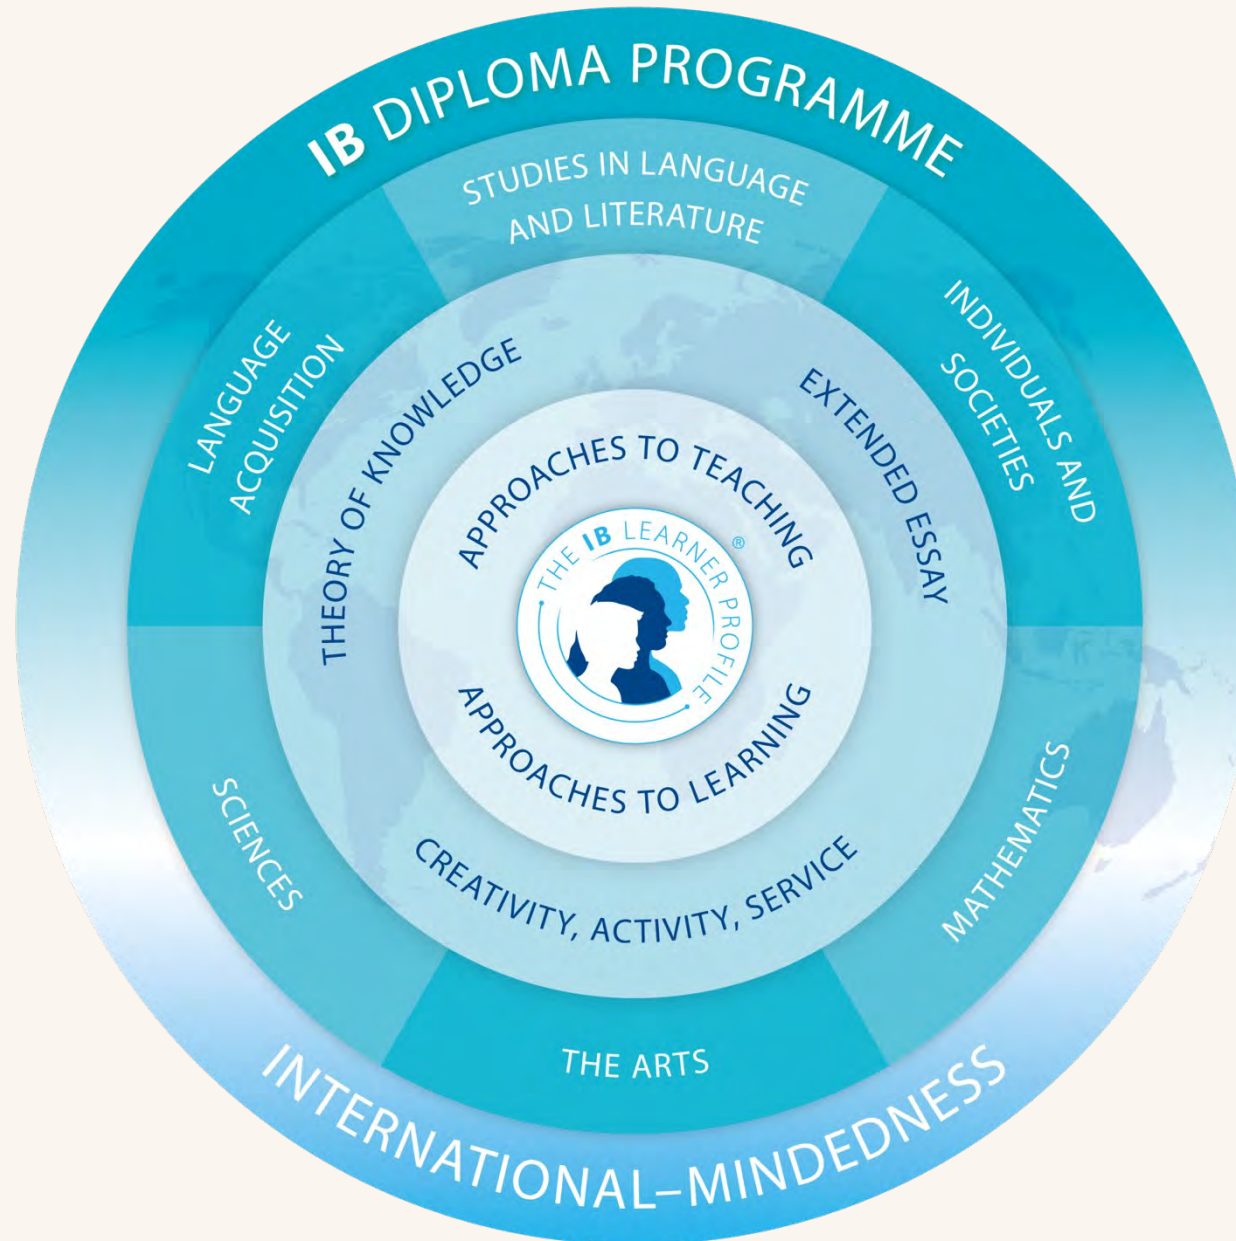 IB DIPLOMA PROGRAMME
STUDIES IN LANGUAGE
AND LITERATURE
LANGUAGE
ACQUISITION
INDIVIDUALS AND
SOCIETIES
THEORY OF KNOWLEDGE
EXTENDED ESSAY
APPROACHES TO TEACHING
THE IB LEARNER PROFILE
®
APPROACHES TO LEARNING
CREATIVITY, ACTIVITY, SERVICE
SCIENCES
MATHEMATICS
THE ARTS
INTERNATIONAL–MINDEDNESS